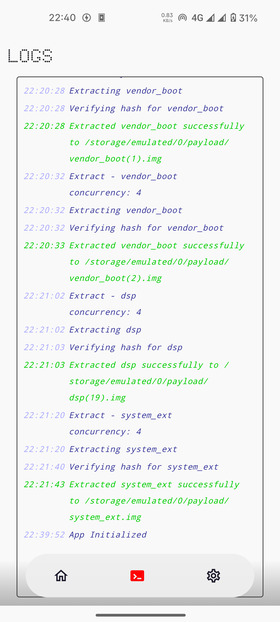 22:40
0.83
KB/s
4G
31%
LOGS
22:20:28 Extracting vendor_boot
22:20:28 Verifying hash for vendor_boot
22:20:28 Extracted vendor_boot successfully
to /storage/emulated/0/payload/
vendor_boot(1).img
22:20:32 Extract - vendor_boot
concurrency: 4
22:20:32 Extracting vendor_boot
22:20:32 Verifying hash for vendor_boot
22:20:33 Extracted vendor_boot successfully
to /storage/emulated/0/payload/
vendor_boot(2).img
22:21:02 Extract - dsp
concurrency: 4
22:21:02 Extracting dsp
22:21:03 Verifying hash for dsp
22:21:03 Extracted dsp successfully to /
storage/emulated/0/payload/
dsp(19).img
22:21:20 Extract - system_ext
concurrency: 4
22:21:20 Extracting system_ext
22:21:40 Verifying hash for system_ext
22:21:43 Extracted system_ext successfully
to /storage/emulated/0/payload/
system_ext.img
22:39:52 App Initialized